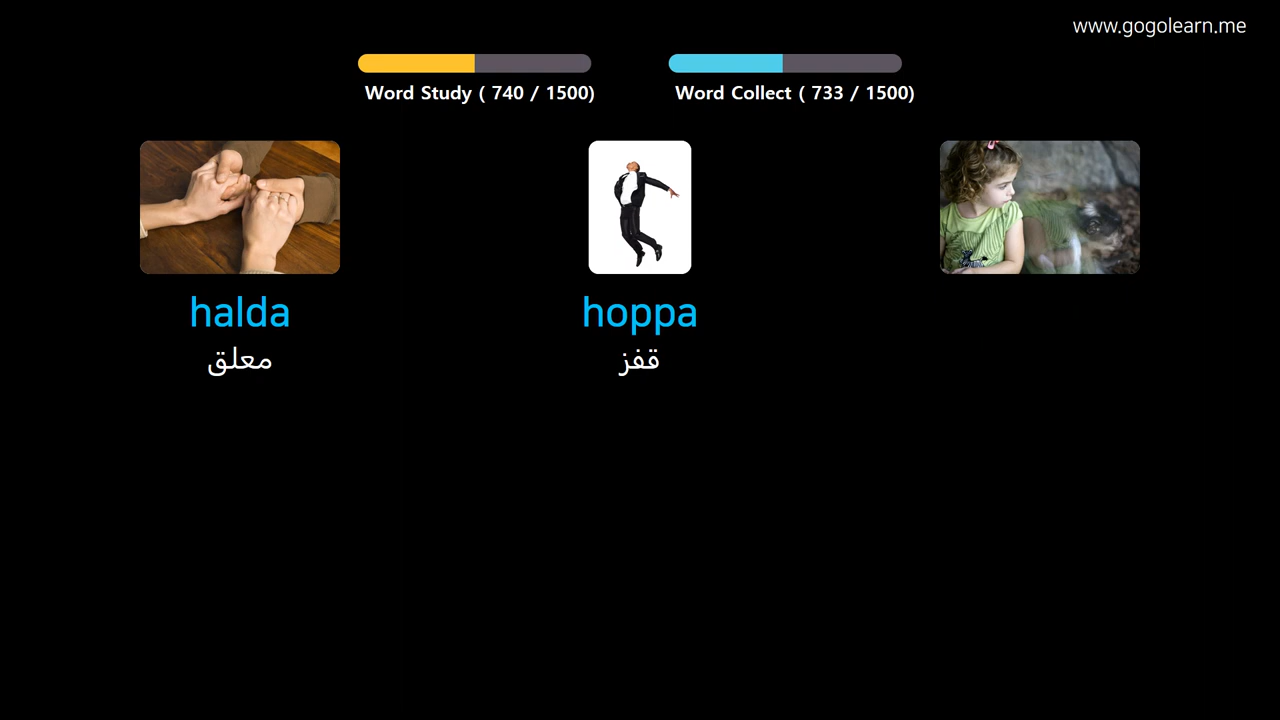 www.gogolearn.me
Word Study ( 740 / 1500)
Word Collect ( 733 / 1500)
halda
معلق
hoppa
قفز